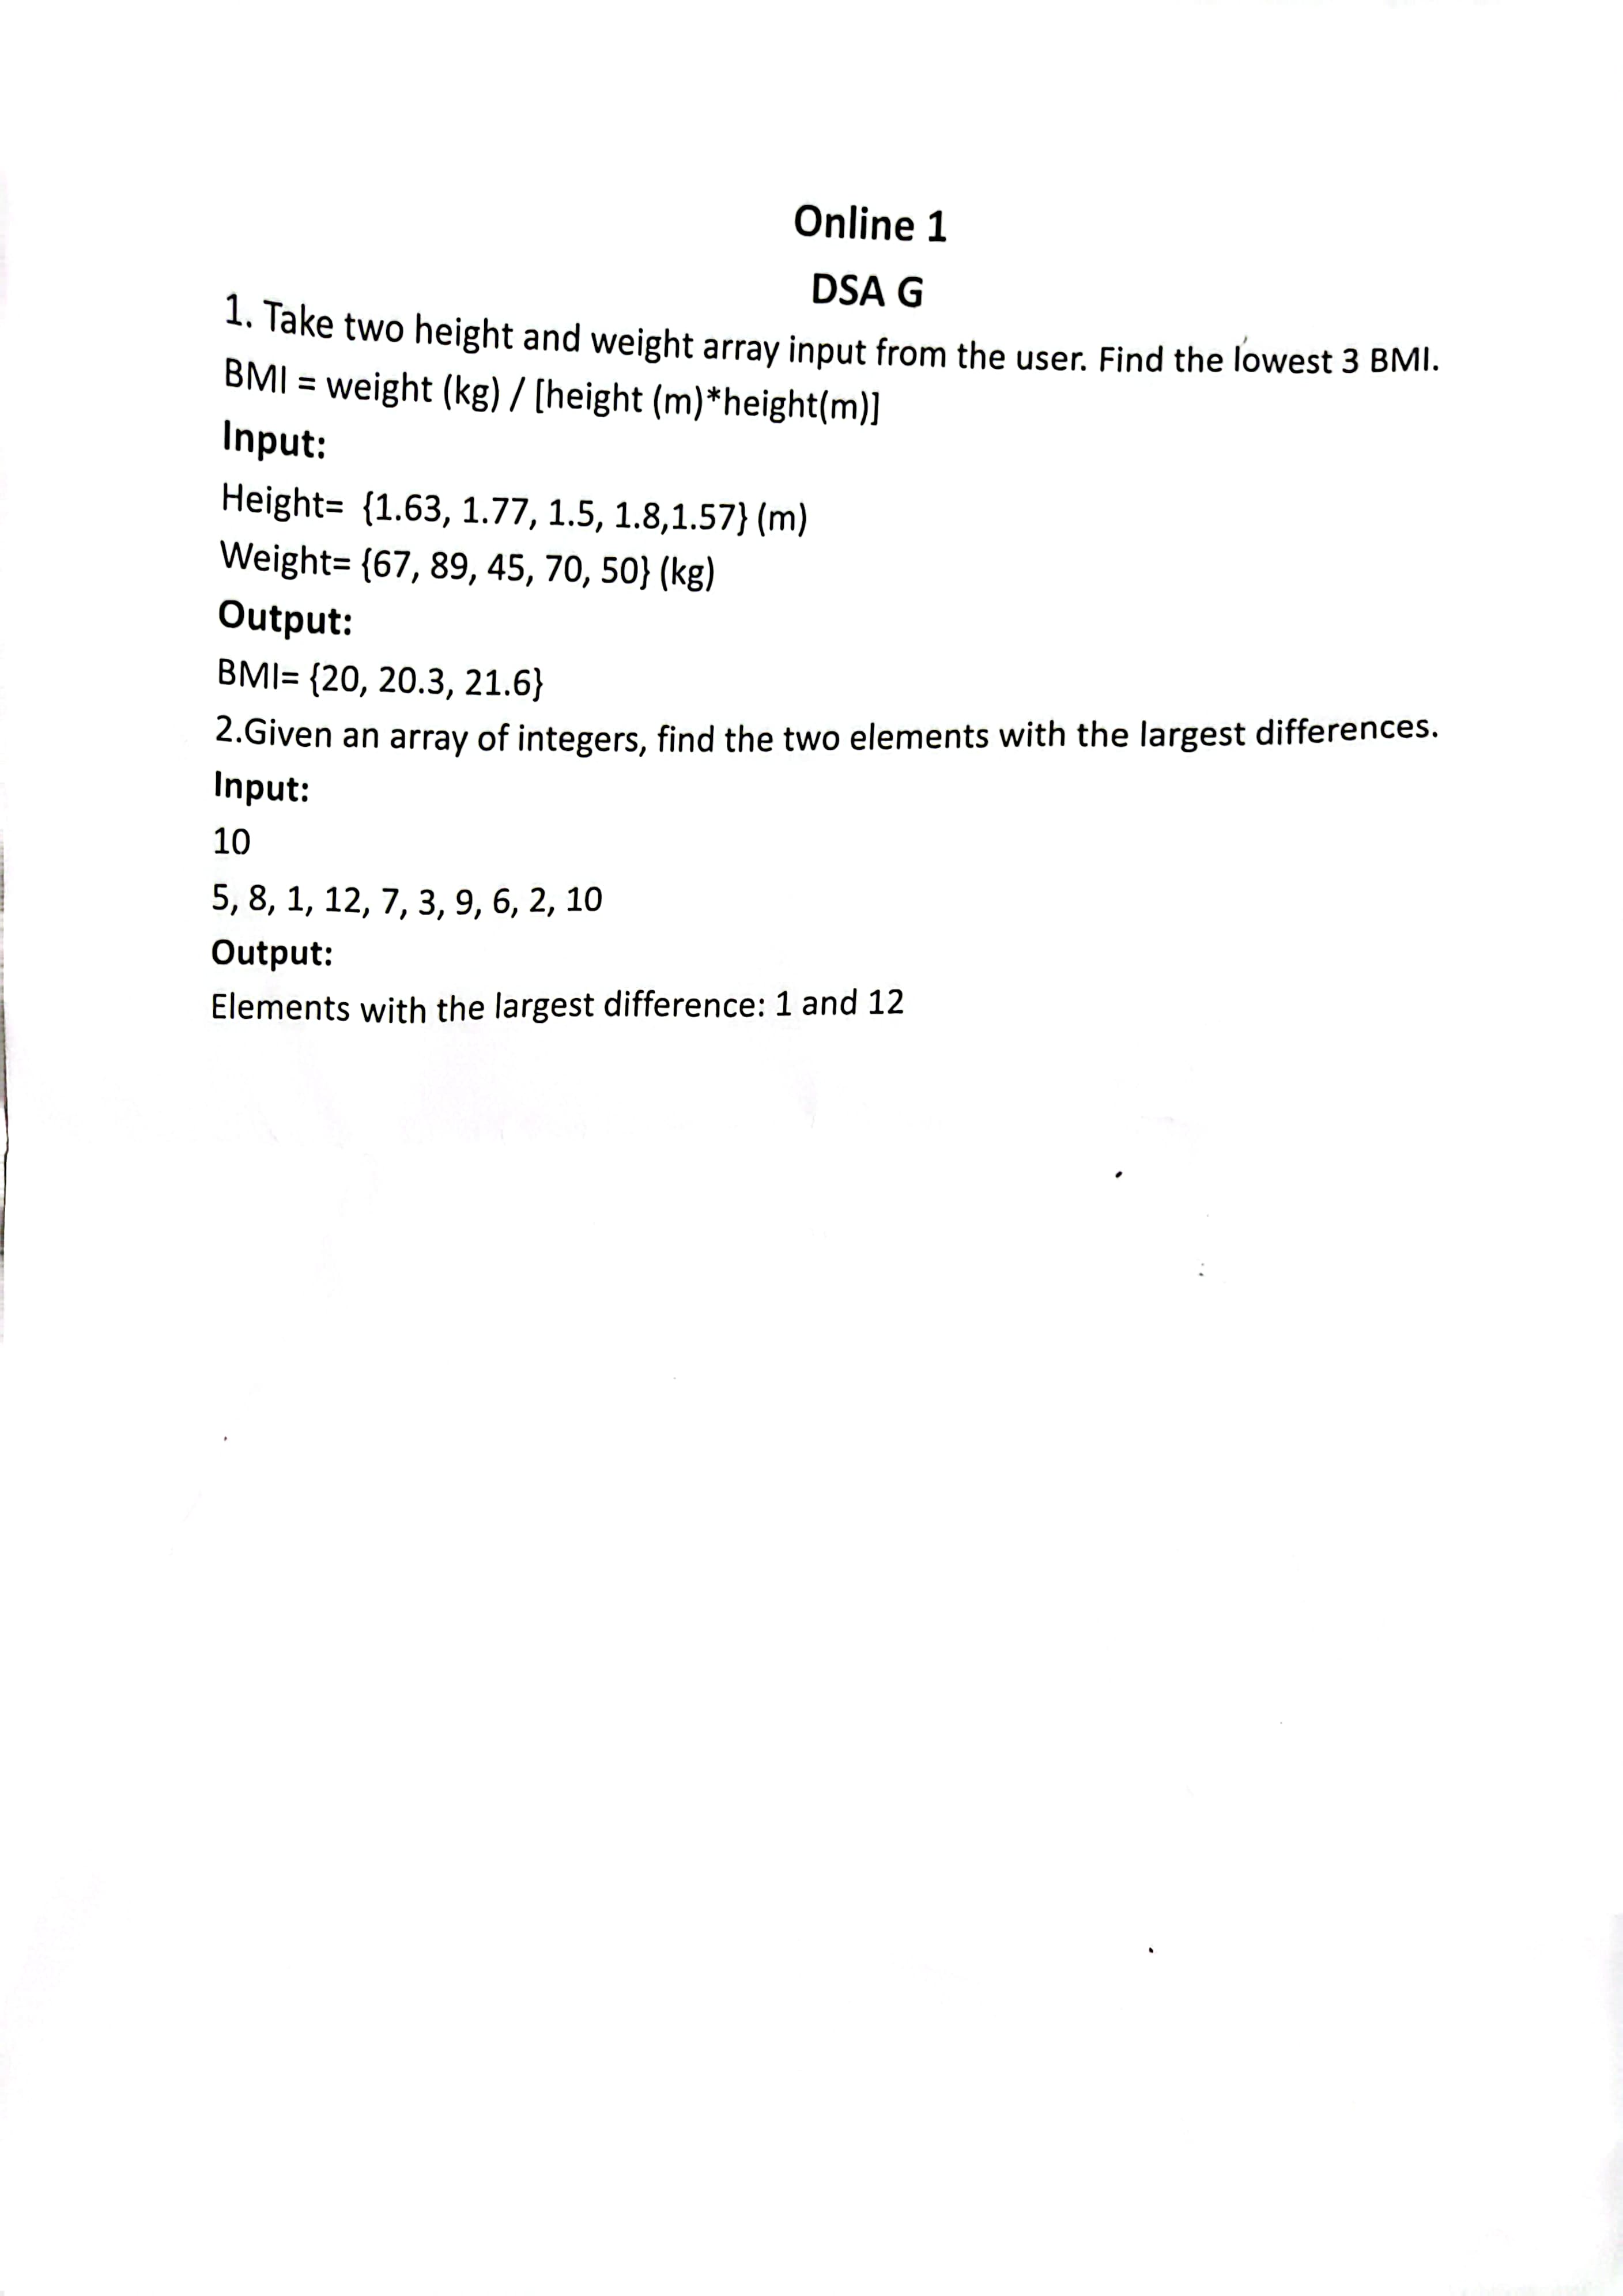 Online 1
DSA G
1. Take two height and weight array input from the user. Find the lowest 3 BMI.
BMI = weight (kg) / [height (m)*height(m)]
Input:
Height= {1.63, 1.77, 1.5, 1.8,1.57} (m)
Weight= {67, 89, 45, 70, 50} (kg)
Output:
BMI= {20, 20.3, 21.6}
2.Given an array of integers, find the two elements with the largest differences.
Input:
10
5, 8, 1, 12, 7, 3, 9, 6, 2, 10
Output:
Elements with the largest difference: 1 and 12